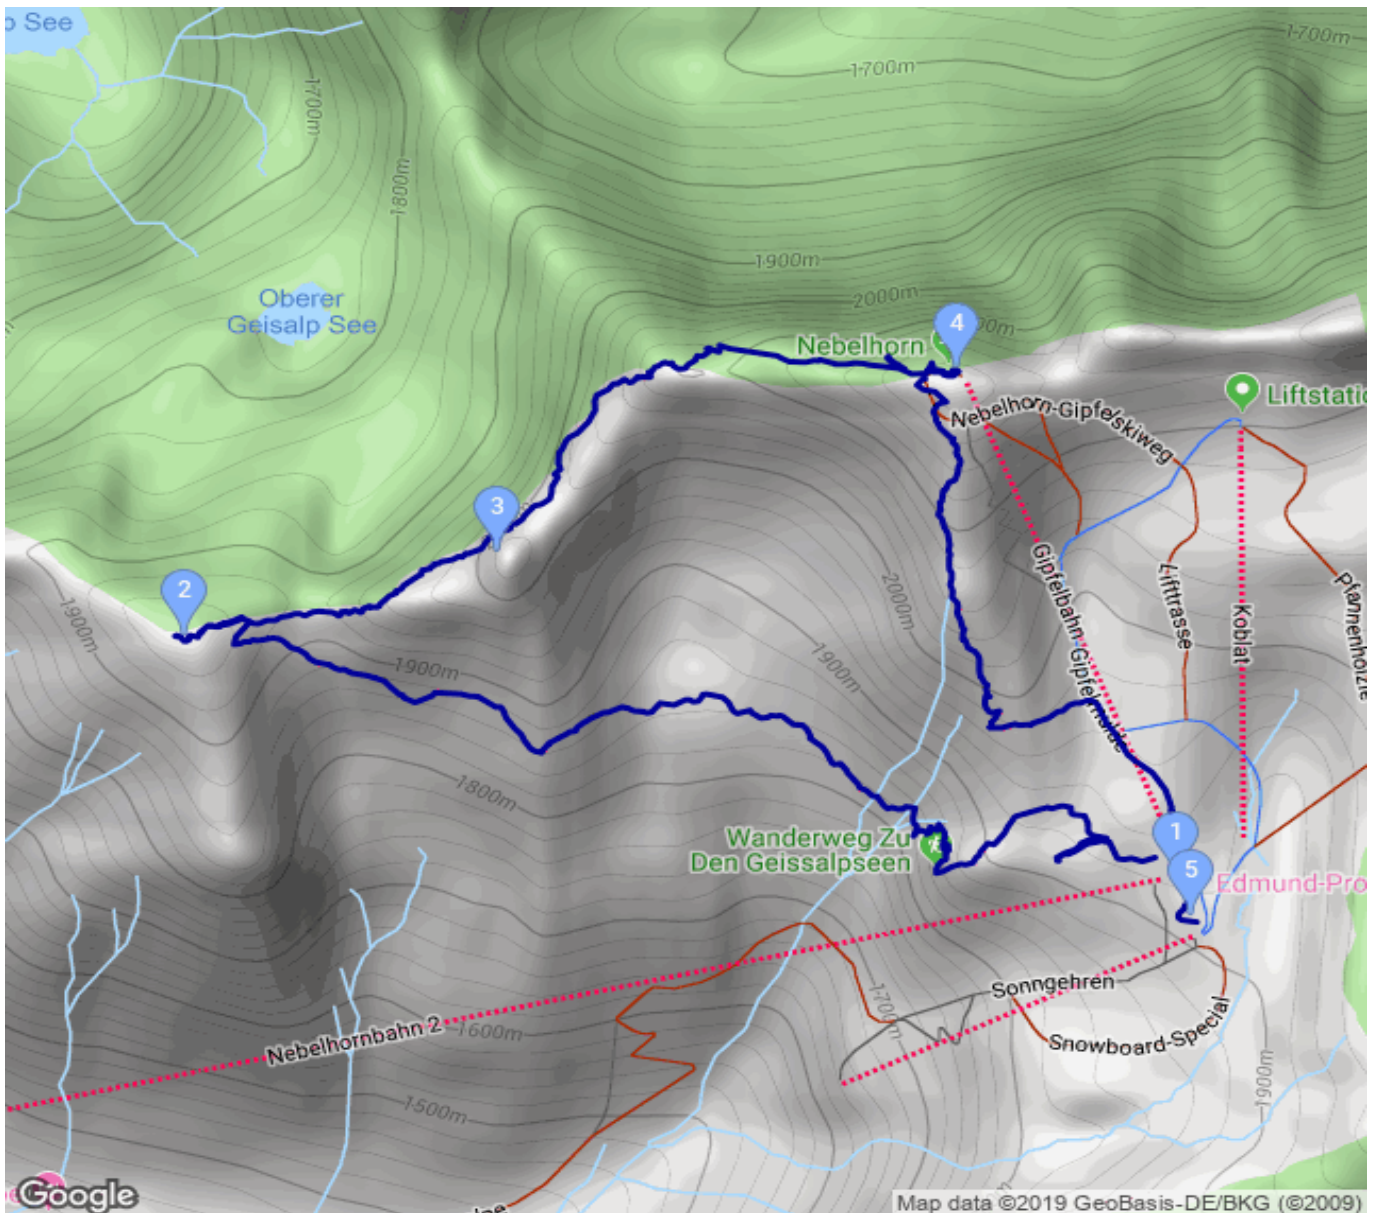 p See
1700m
1700m
1700m
1800m
1900m
Oberer
Geisalp See
2000m
4
Nebelhorn
Liftstatio
Nebelhorn-Gipfelskiweg
3
Gipfelbahn-Gipfelmulde
Lifttrasse
Koblat
Pfannenhölzle
2
1900m
2000m
1900m
1900m
1800m
Wanderweg Zu
Den Geissalpseen
1
5
Edmund-Pro
1700m
Sonngehren
Snowboard-Special
Nebelhornbahn 2
1600m
1500m
1900m
Google
Map data ©2019 GeoBasis-DE/BKG (©2009)